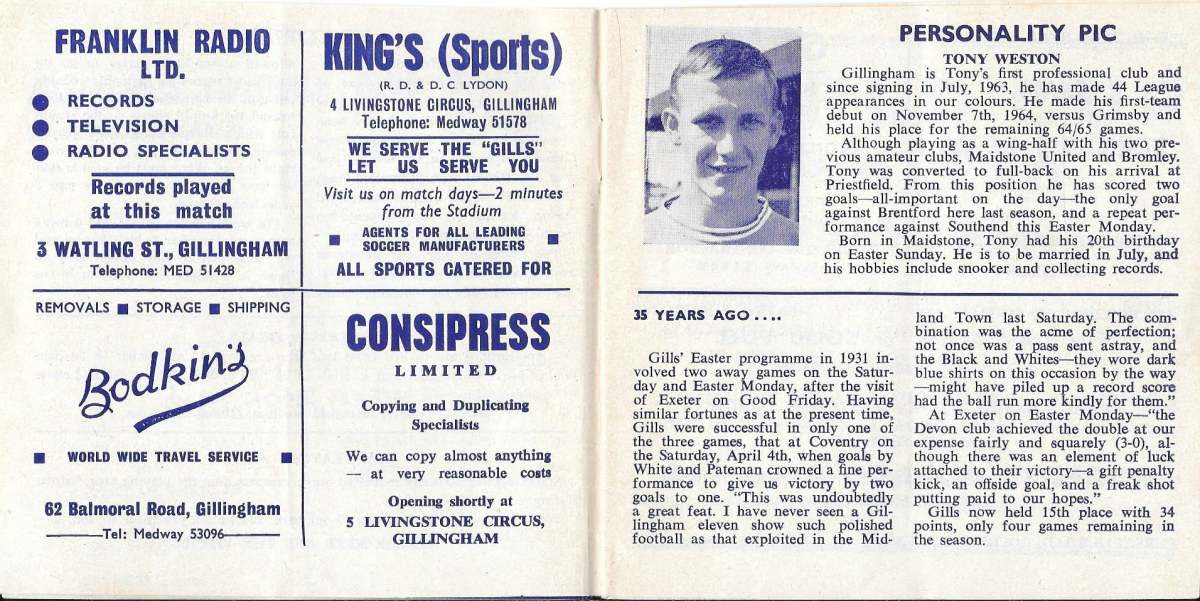 FRANKLIN RADIO
LTD.
● RECORDS
● TELEVISION
● RADIO SPECIALISTS
Records played
at this match
3 WATLING ST., GILLINGHAM
Telephone: MED 51428
KING'S (Sports)
(R. D. & D. C. LYDON)
4 LIVINGSTONE CIRCUS, GILLINGHAM
Telephone: Medway 51578
WE SERVE THE "GILLS"
LET US SERVE YOU
Visit us on match days—2 minutes
from the Stadium
■ AGENTS FOR ALL LEADING ■
SOCCER MANUFACTURERS
ALL SPORTS CATERED FOR
REMOVALS ■ STORAGE ■ SHIPPING
Bodkins
■ WORLD WIDE TRAVEL SERVICE ■
62 Balmoral Road, Gillingham
Tel: Medway 53096
CONSIPRESS
LIMITED
Copying and Duplicating
Specialists
We can copy almost anything
— at very reasonable costs
Opening shortly at
5 LIVINGSTONE CIRCUS,
GILLINGHAM
PERSONALITY PIC
TONY WESTON
Gillingham is Tony's first professional club and
since signing in July, 1963, he has made 44 League
appearances in our colours. He made his first-team
debut on November 7th, 1964, versus Grimsby and
held his place for the remaining 64/65 games.
Although playing as a wing-half with his two pre-
vious amateur clubs, Maidstone United and Bromley.
Tony was converted to full-back on his arrival at
Priestfield. From this position he has scored two
goals—all-important on the day—the only goal
against Brentford here last season, and a repeat per-
formance against Southend this Easter Monday.
Born in Maidstone, Tony had his 20th birthday
on Easter Sunday. He is to be married in July, and
his hobbies include snooker and collecting records.
35 YEARS AGO . . . .
Gills' Easter programme in 1931 in-
volved two away games on the Satur-
day and Easter Monday, after the visit
of Exeter on Good Friday. Having
similar fortunes as at the present time,
Gills were successful in only one of
the three games, that at Coventry on
the Saturday, April 4th, when goals by
White and Pateman crowned a fine per-
formance to give us victory by two
goals to one. "This was undoubtedly
a great feat. I have never seen a Gil-
lingham eleven show such polished
football as that exploited in the Mid-
land Town last Saturday. The com-
bination was the acme of perfection;
not once was a pass sent astray, and
the Black and Whites—they wore dark
blue shirts on this occasion by the way
—might have piled up a record score
had the ball run more kindly for them."
At Exeter on Easter Monday—"the
Devon club achieved the double at our
expense fairly and squarely (3-0), al-
though there was an element of luck
attached to their victory—a gift penalty
kick, an offside goal, and a freak shot
putting paid to our hopes."
Gills now held 15th place with 34
points, only four games remaining in
the season.